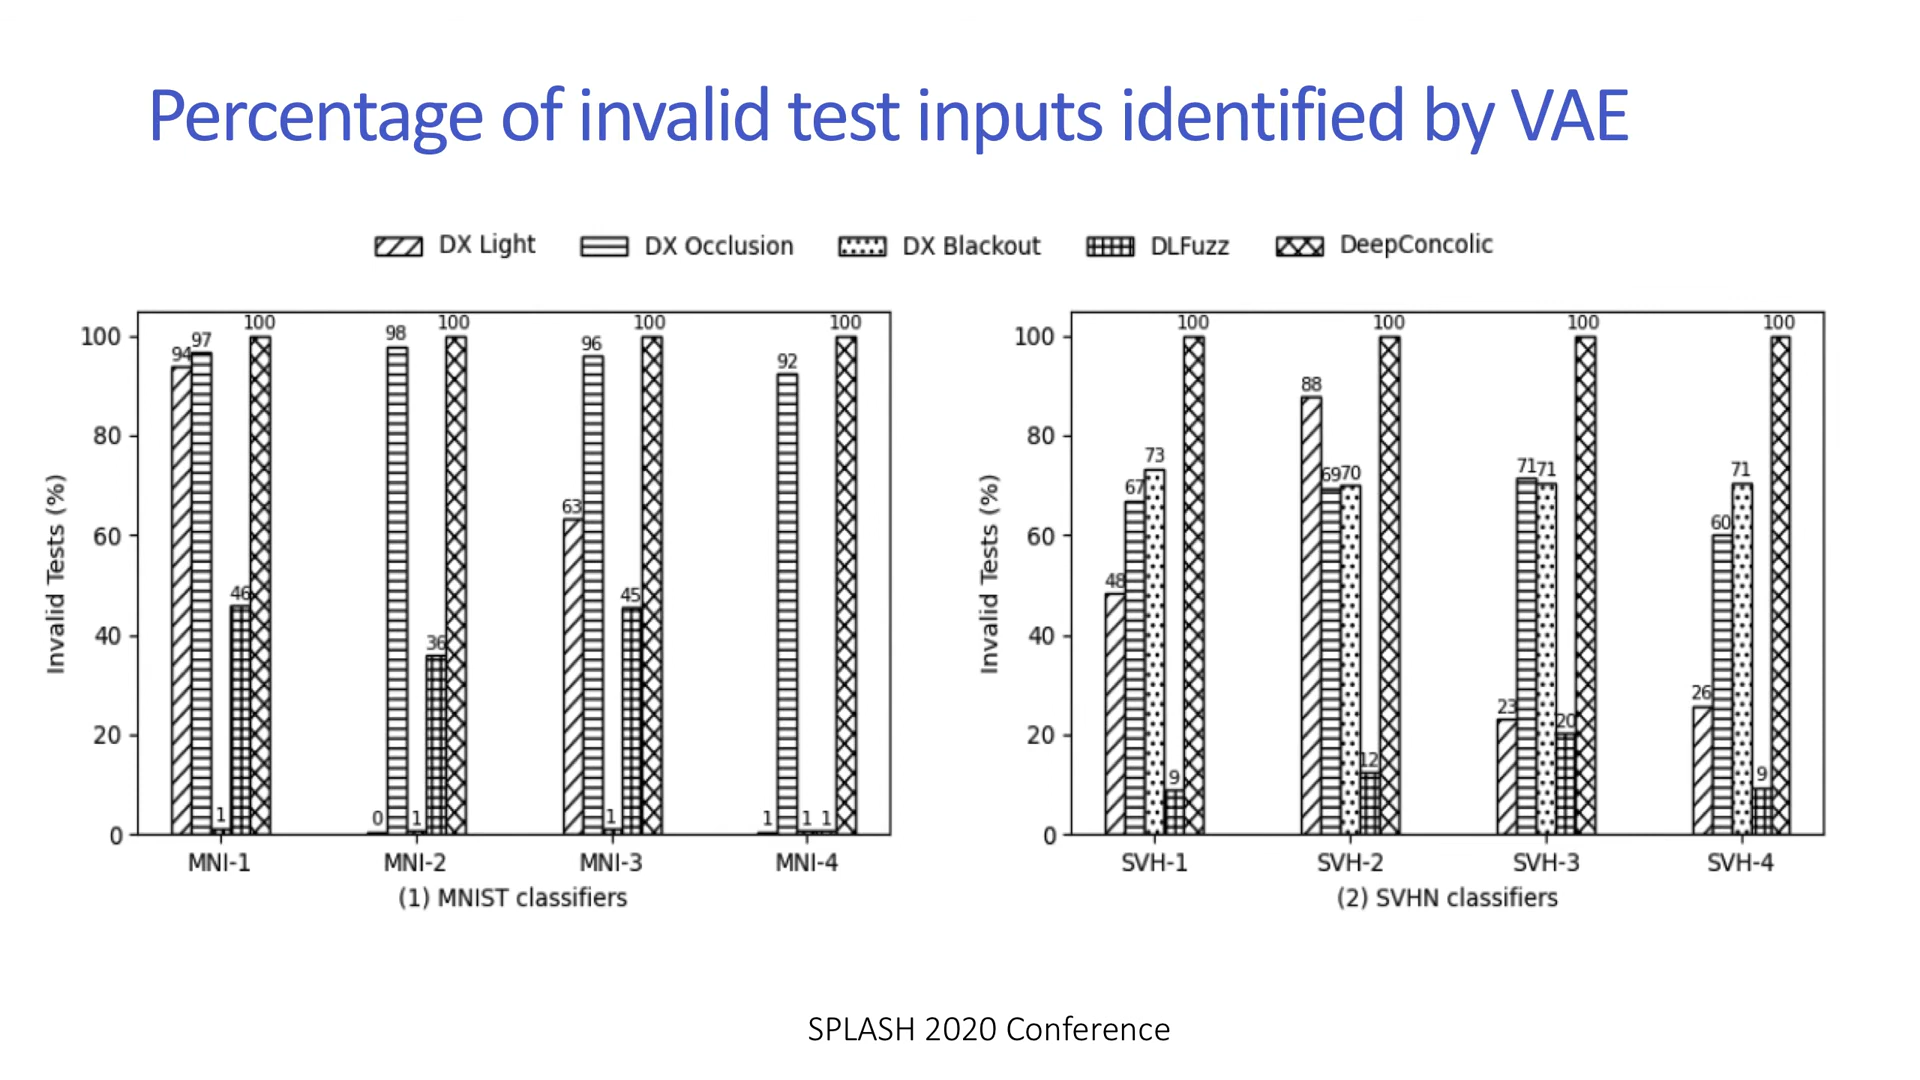 Percentage of invalid test inputs identified by VAE
DX Light DX Occlusion DX Blackout DLFuzz DeepConcolic
Invalid Tests (%)
100
80
60
40
20
0
94 97 1 46 100
0 98 1 36 100
63 96 1 45 100
1 92 1 1 100
MNI-1 MNI-2 MNI-3 MNI-4
(1) MNIST classifiers
Invalid Tests (%)
100
80
60
40
20
0
48 67 73 9 100
88 69 70 12 100
23 71 71 20 100
26 60 71 9 100
SVH-1 SVH-2 SVH-3 SVH-4
(2) SVHN classifiers
SPLASH 2020 Conference